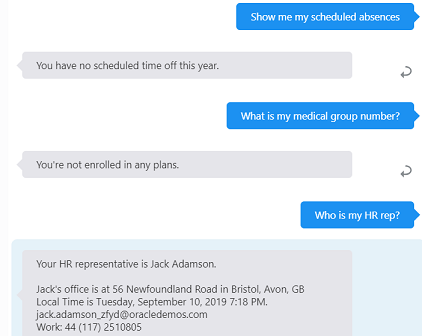 Show me my scheduled absences
You have no scheduled time off this year.
What is my medical group number?
You're not enrolled in any plans.
Who is my HR rep?
Your HR representative is Jack Adamson.
Jack's office is at 56 Newfoundland Road in Bristol, Avon, GB
Local Time is Tuesday, September 10, 2019 7:18 PM.
jack.adamson_zfyd@oracledemos.com
Work: 44 (117) 2510805